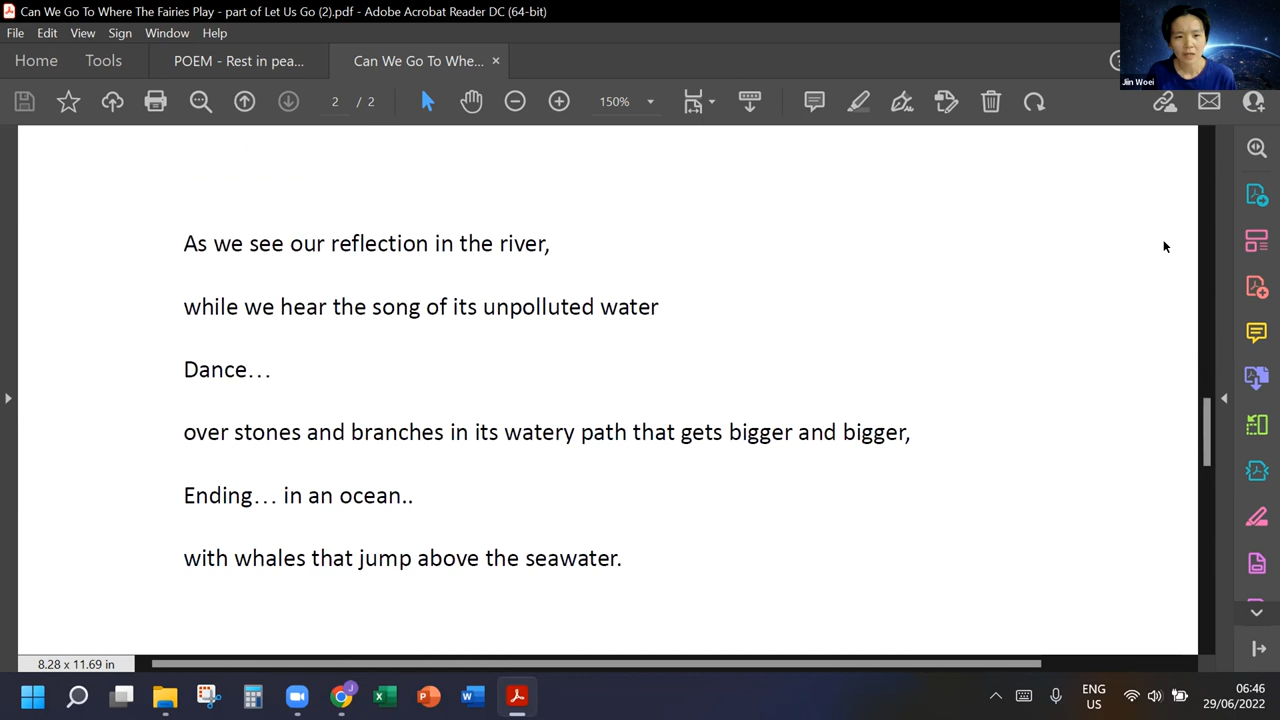 Can We Go To Where The Fairies Play - part of Let Us Go (2).pdf - Adobe Acrobat Reader DC (64-bit)
File Edit View Sign Window Help
Home Tools POEM - Rest in pea... Can We Go To Whe... ×
2 / 2 150%
Jiin Woei
As we see our reflection in the river,
while we hear the song of its unpolluted water
Dance…
over stones and branches in its watery path that gets bigger and bigger,
Ending… in an ocean..
with whales that jump above the seawater.
8.28 x 11.69 in
ENG
US
06:46
29/06/2022